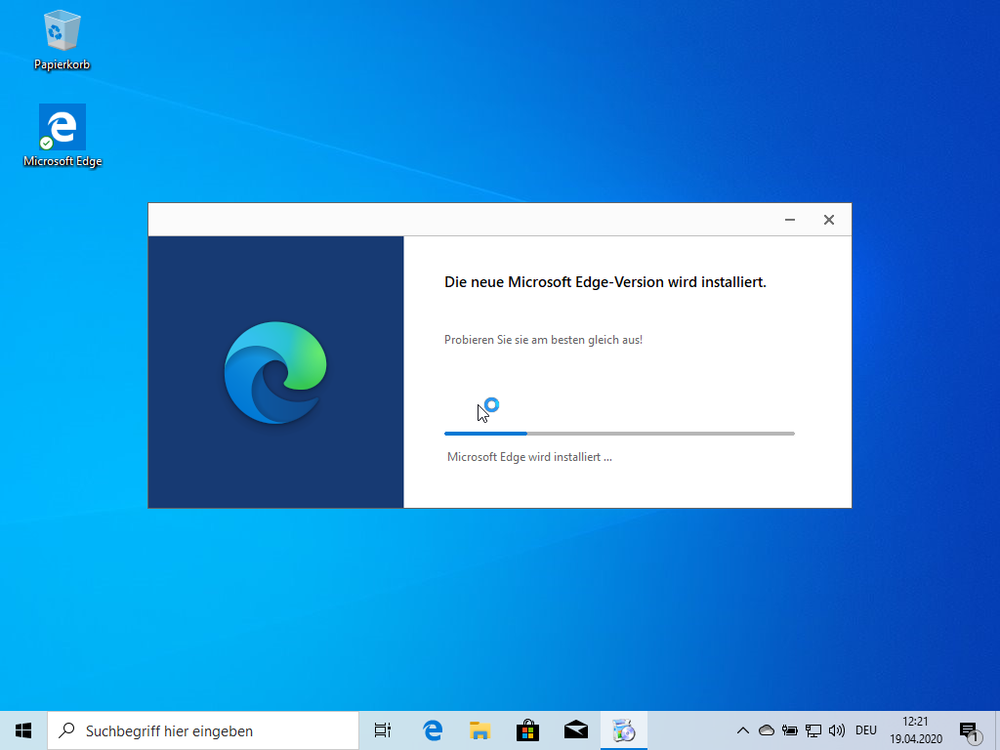 Papierkorb
Microsoft Edge
Die neue Microsoft Edge-Version wird installiert.
Probieren Sie sie am besten gleich aus!
Microsoft Edge wird installiert ...
Suchbegriff hier eingeben
DEU
12:21
19.04.2020
1